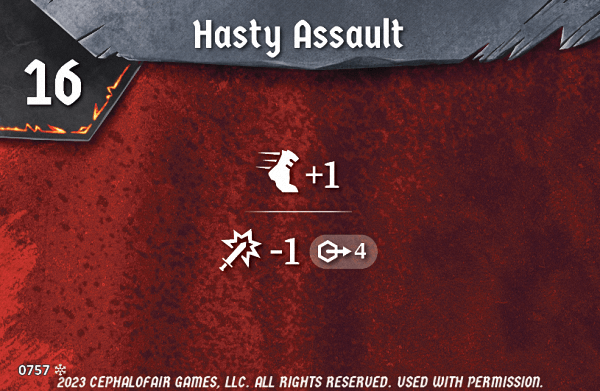 Hasty Assault
16
+1
-1 4
0757
2023 CEPHALOFAIR GAMES, LLC. ALL RIGHTS RESERVED. USED WITH PERMISSION.